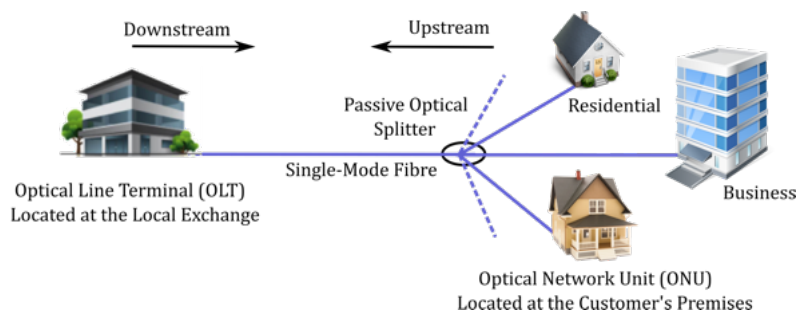 Downstream
Upstream
Residential
Passive Optical
Splitter
Single-Mode Fibre
Business
Optical Line Terminal (OLT)
Located at the Local Exchange
Optical Network Unit (ONU)
Located at the Customer's Premises